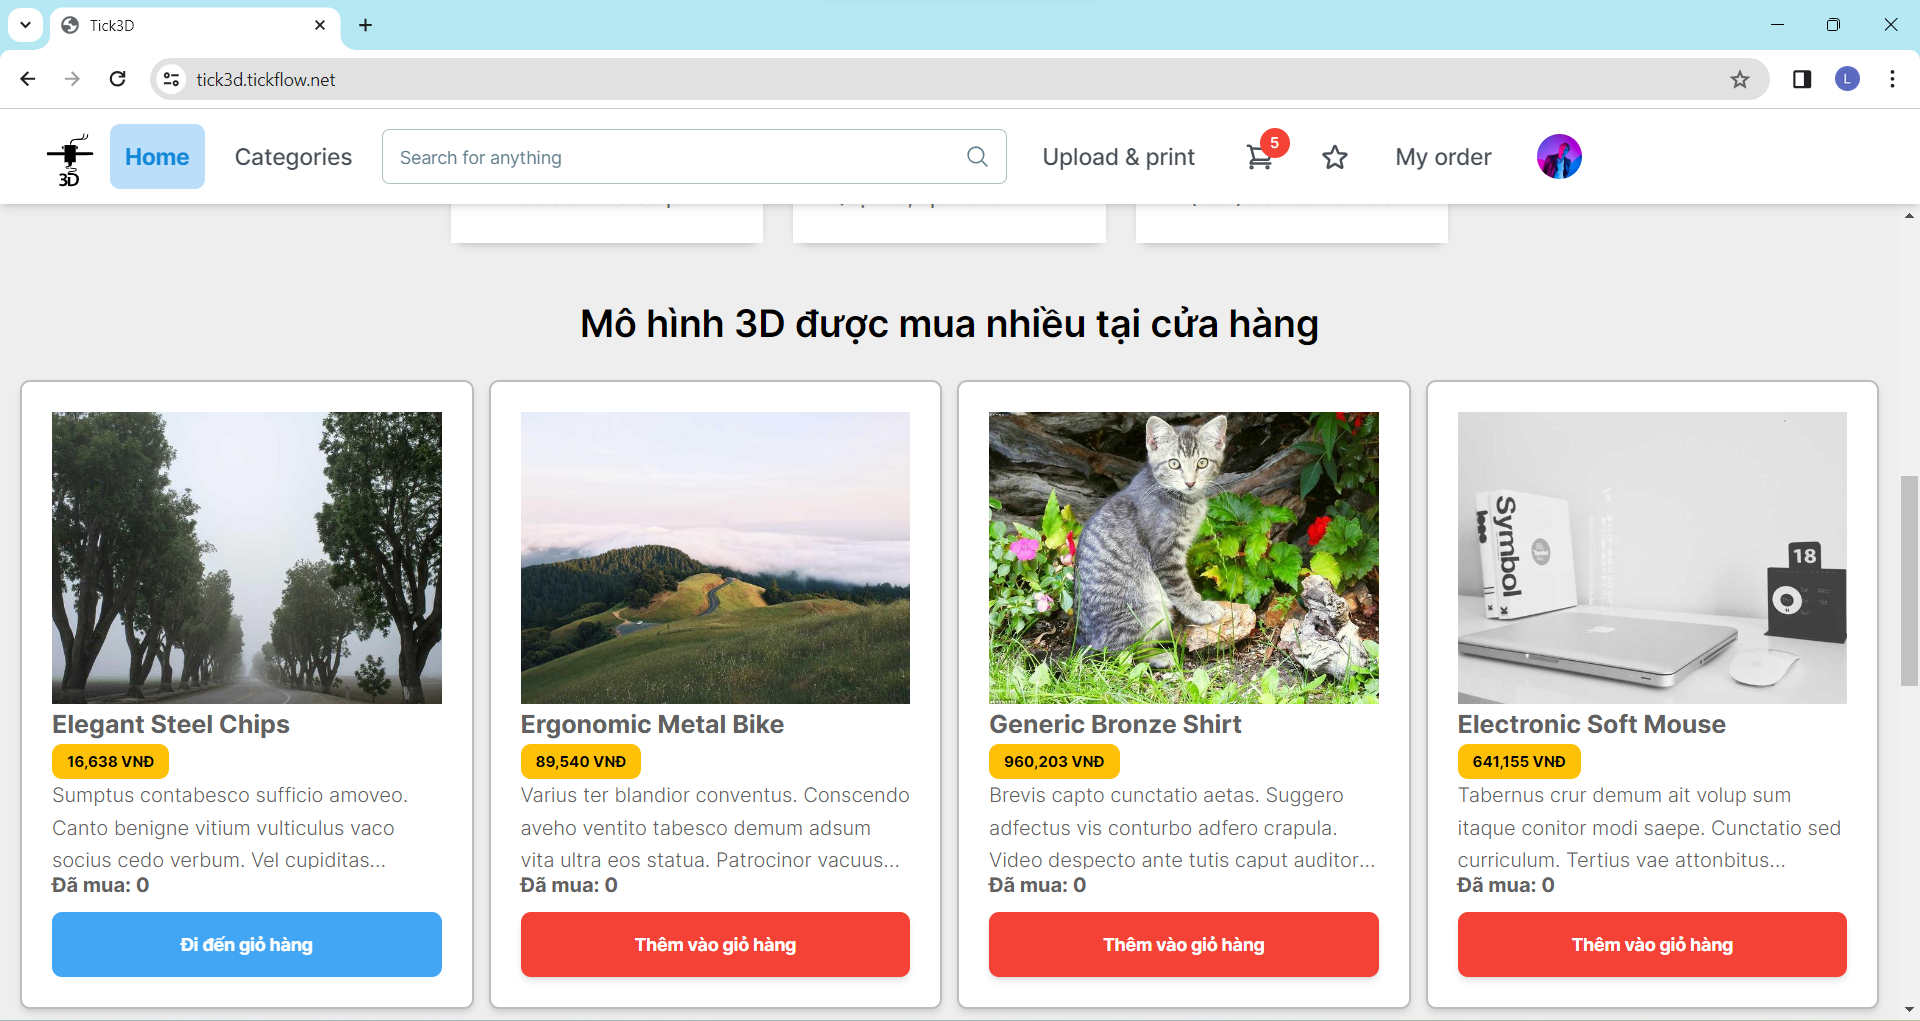 Tick3D
tick3d.tickflow.net
L
3D
Home
Categories
Search for anything
Upload & print
5
My order
Mô hình 3D được mua nhiều tại cửa hàng
Symbol
18
Elegant Steel Chips
16,638 VNĐ
Sumptus contabesco sufficio amoveo.
Canto benigne vitium vulticulus vaco
socius cedo verbum. Vel cupiditas...
Đã mua: 0
Đi đến giỏ hàng
Ergonomic Metal Bike
89,540 VNĐ
Varius ter blandior conventus. Conscendo
aveho ventito tabesco demum adsum
vita ultra eos statua. Patrocinor vacuus...
Đã mua: 0
Thêm vào giỏ hàng
Generic Bronze Shirt
960,203 VNĐ
Brevis capto cunctatio aetas. Suggero
adfectus vis conturbo adfero crapula.
Video despecto ante tutis caput auditor...
Đã mua: 0
Thêm vào giỏ hàng
Electronic Soft Mouse
641,155 VNĐ
Tabernus crur demum ait volup sum
itaque conitor modi saepe. Cunctatio sed
curriculum. Tertius vae attonbitus...
Đã mua: 0
Thêm vào giỏ hàng